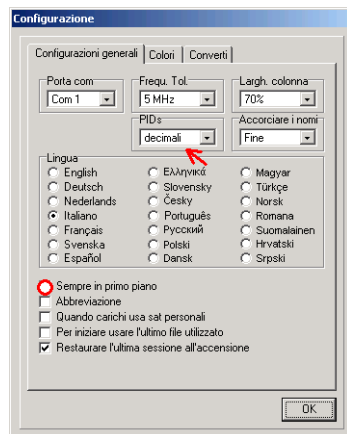 Configurazione
Configurazioni generali Colori Converti
Porta com Frequ. Tol. Largh. colonna
Com 1 5 MHz 70%
PIDs Accorciare i nomi
decimali Fine
Lingua
English Ελληνικά Magyar
Deutsch Slovensky Türkçe
Nederlands Česky Norsk
Italiano Português Romana
Français Русский Suomalainen
Svenska Polski Hrvatski
Español Dansk Srpski
Sempre in primo
piano
Abbreviazione
Quando carichi usa sat personali
Per iniziare usare l'ultimo file utilizzato
Restaurare l'ultima sessione all'accensione
OK